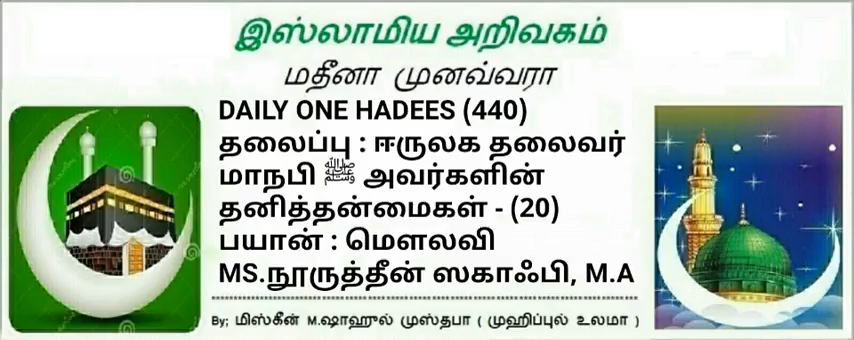 இஸ்லாமிய அறிவகம்
மதீனா முனவ்வரா
DAILY ONE HADEES (440)
தலைப்பு : ஈருலக தலைவர்
மாநபி ﷺ அவர்களின்
தனித்தன்மைகள் - (20)
பயான் : மௌலவி
MS.நூருத்தீன் ஸகாஃபி, M.A
By; மிஸ்கீன் M.ஷாஹுல் முஸ்தபா ( முஹிப்புல் உலமா )